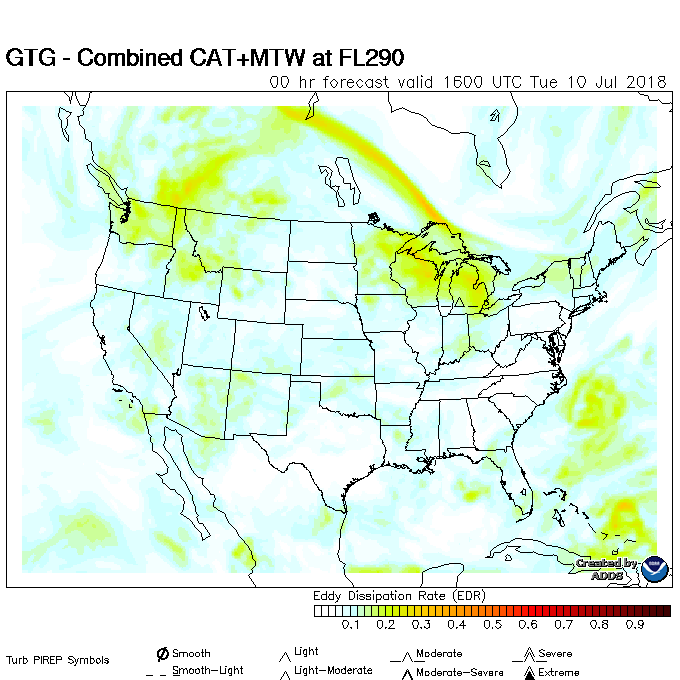 GTG - Combined CAT+MTW at FL290
00 hr forecast valid 1600 UTC Tue 10 Jul 2018
Created by
ADDS
NOAA
Eddy Dissipation Rate (EDR)
0.1 0.2 0.3 0.4 0.5 0.6 0.7 0.8 0.9
Turb PIREP Symbols
Smooth Light Moderate Severe
Smooth-Light Light-Moderate Moderate-Severe Extreme